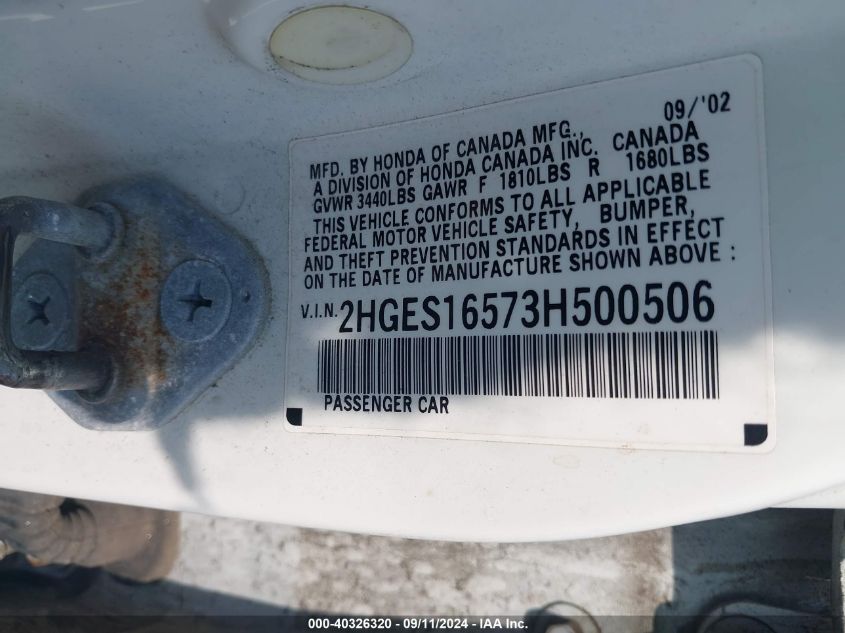 09/'02
MFD. BY HONDA OF CANADA MFG.,
A DIVISION OF HONDA CANADA INC. CANADA
GVWR 3440LBS GAWR F 1810LBS R 1680LBS
THIS VEHICLE CONFORMS TO ALL APPLICABLE
FEDERAL MOTOR VEHICLE SAFETY, BUMPER,
AND THEFT PREVENTION STANDARDS IN EFFECT
ON THE DATE OF MANUFACTURE SHOWN ABOVE :
V.I.N. 2HGES16573H500506
PASSENGER CAR
000-40326320 - 09/11/2024 - IAA Inc.